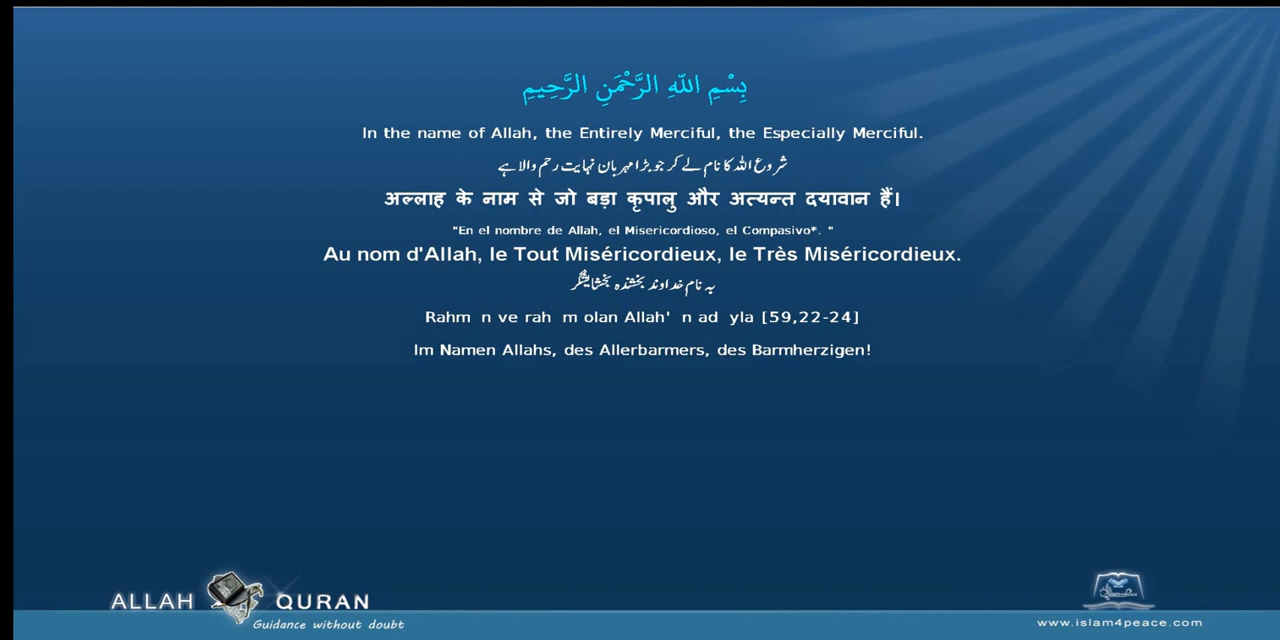 بِسْمِ اللّهِ الرَّحْمَنِ الرَّحِيمِ
In the name of Allah, the Entirely Merciful, the Especially Merciful.
شروع اللہ کا نام لے کر جو بڑا مہربان نہایت رحم والا ہے
अल्लाह के नाम से जो बड़ा कृपालु और अत्यन्त दयावान हैं।
"En el nombre de Allah, el Misericordioso, el Compasivo*. "
Au nom d'Allah, le Tout Miséricordieux, le Très Miséricordieux.
به نام خداوند بخشنده بخشایشگر
Rahm n ve rah m olan Allah' n ad yla [59,22-24]
Im Namen Allahs, des Allerbarmers, des Barmherzigen!
ALLAH QURAN
Guidance without doubt
www.islam4peace.com